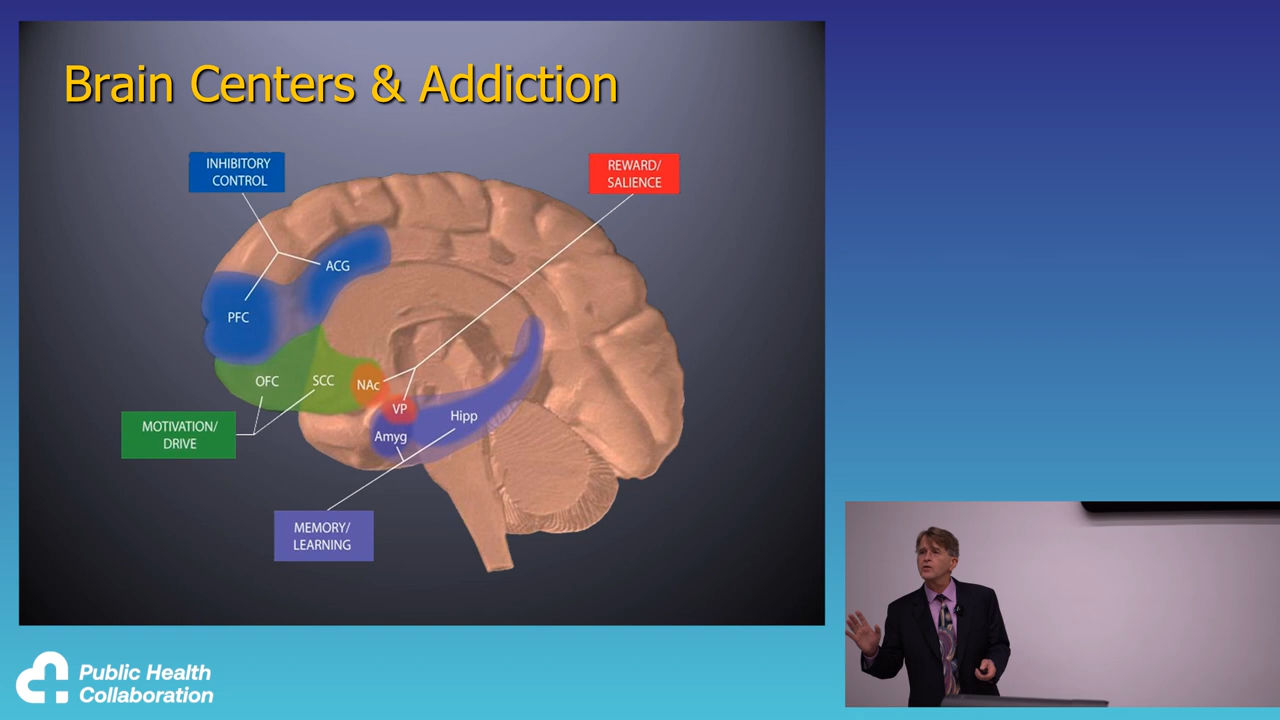 Brain Centers & Addiction
INHIBITORY
CONTROL
REWARD/
SALIENCE
ACG
PFC
OFC
SCC
NAc
VP
Hipp
Amyg
MOTIVATION/
DRIVE
MEMORY/
LEARNING
Public Health
Collaboration